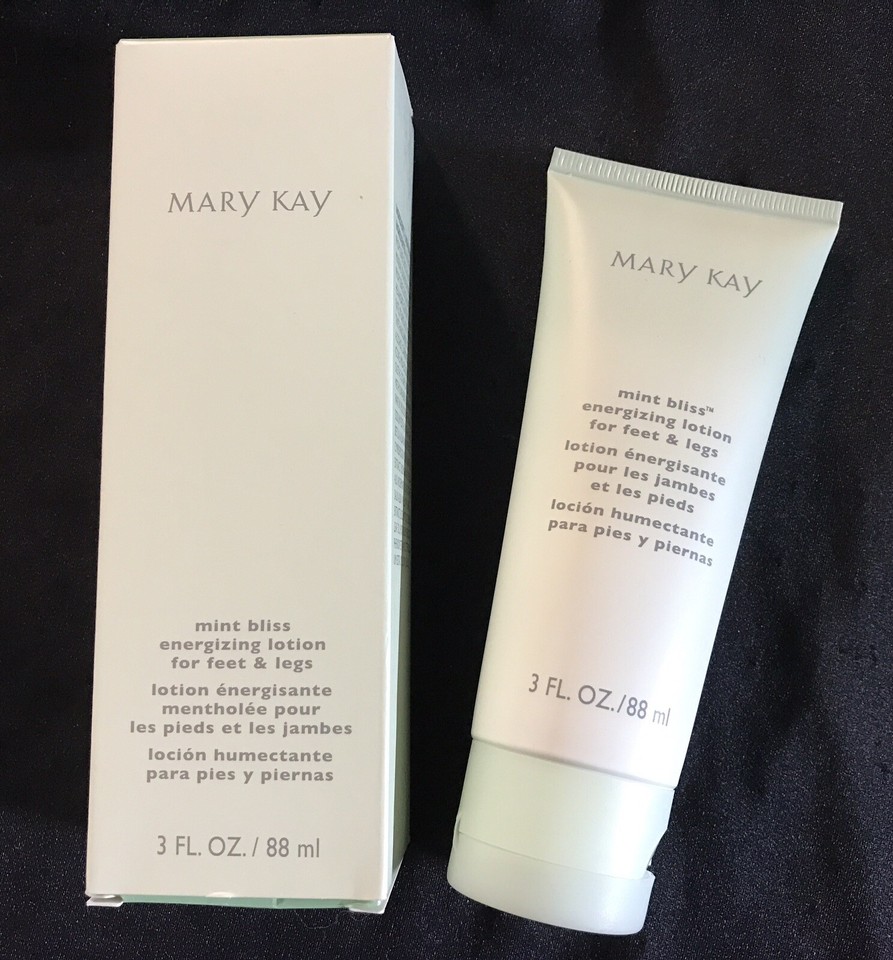 MARY KAY
mint bliss
energizing lotion
for feet & legs
lotion énergisante
mentholée pour
les pieds et les jambes
loción humectante
para pies y piernas
3 FL. OZ. / 88 ml
MARY KAY
mint bliss™
energizing lotion
for feet & legs
lotion énergisante
pour les jambes
et les pieds
loción humectante
para pies y piernas
3 FL. OZ./88 ml